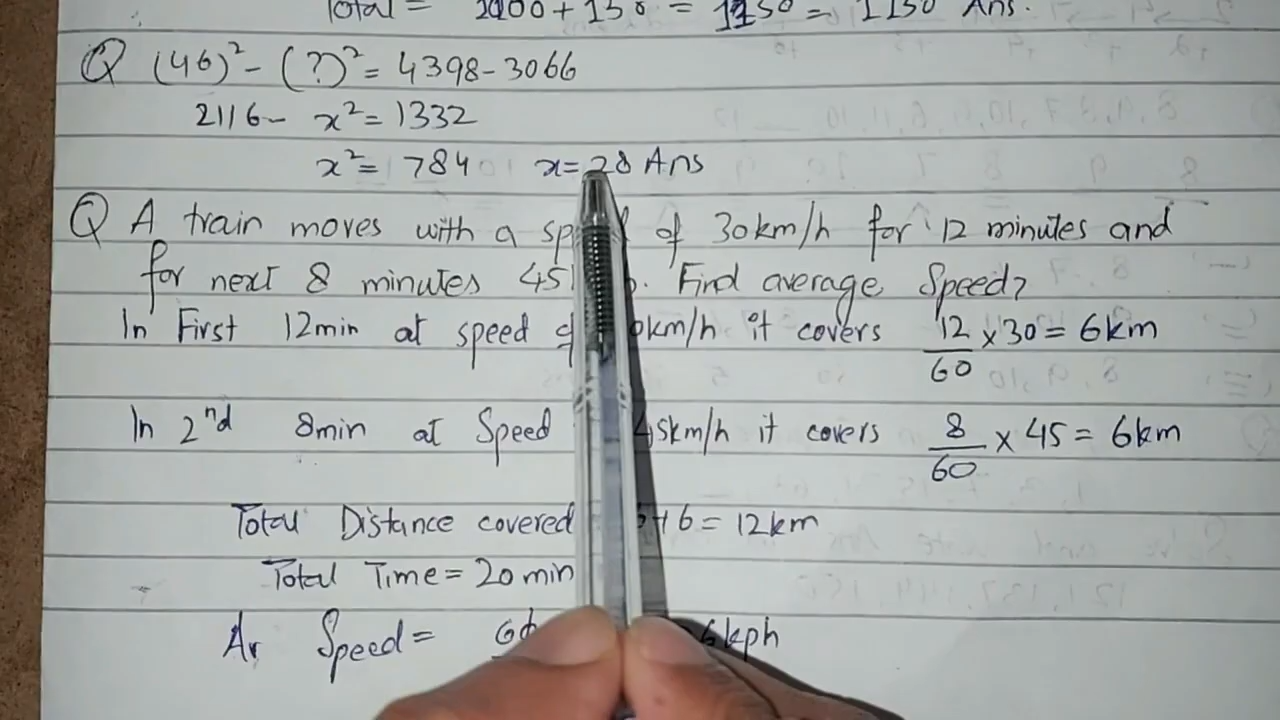 Total = 1100 + 150 = 1150 = 1150 Ans.
Q (46)² - (?)² = 4398 - 3066
2116 - x² = 1332
x² = 784 x = 28 Ans
Q A train moves with a sp of 30km/h for 12 minutes and
for next 8 minutes 45. Find average Speed?
In First 12min at speed 0km/h it covers 12/60 x 30 = 6km
In 2nd 8min at Speed 45km/h it covers 8/60 x 45 = 6km
Total Distance covered + 6 = 12km
Total Time = 20 min
Av Speed = 6kph